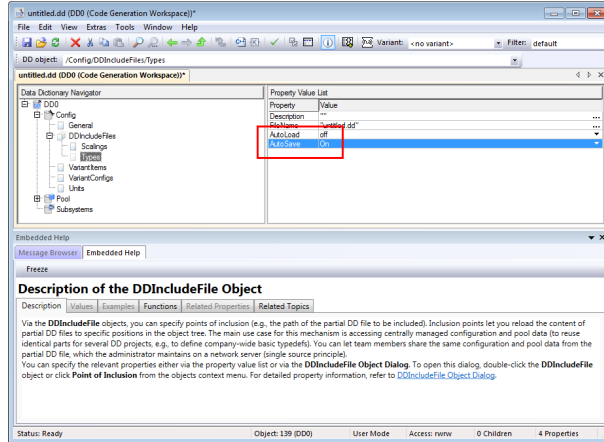 untitled.dd (DD0 (Code Generation Workspace))*
File Edit View Extras Tools Window Help
Variant: <no variant> Filter: default
DD object: /Config/DDIncludeFiles/Types
untitled.dd (DD0 (Code Generation Workspace))*
Data Dictionary Navigator
DD0
Config
General
DDIncludeFiles
Scalings
Types
VariantItems
VariantConfigs
Units
Pool
Subsystems
Property Value List
Property Value
Description "" ...
FileName "untitled.dd" ...
AutoLoad off
AutoSave On
Embedded Help
Message Browser Embedded Help
Freeze
Description of the DDIncludeFile Object
Description Values Examples Functions Related Properties Related Topics
Via the DDIncludeFile objects, you can specify points of inclusion (e.g., the path of the partial DD file to be included). Inclusion points let you reload the content of
partial DD files to specific positions in the object tree. The main use case for this mechanism is accessing centrally managed configuration and pool data (to reuse
identical parts for several DD projects, e.g., to define company-wide basic typedefs). You can let team members share the same configuration and pool data from the
partial DD file, which the administrator maintains on a network server (single source principle).
You can specify the relevant properties either via the property value list or via the DDIncludeFile Object Dialog. To open this dialog, double-click the DDIncludeFile
object or click Point of Inclusion from the objects context menu. For detailed property information, refer to DDIncludeFile Object Dialog.
Status: Ready Object: 139 (DD0) User Mode Access: rwrw 0 Children 4 Properties